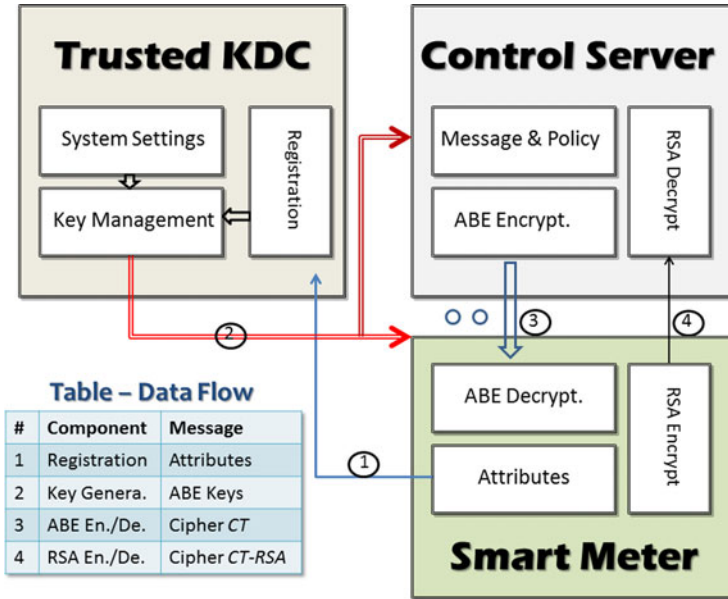 Trusted KDC
System Settings
Key Management
Registration
Control Server
Message & Policy
ABE Encrypt.
RSA Decrypt
2
3
4
1
ABE Decrypt.
Attributes
RSA Encrypt
Smart Meter
Table – Data Flow
# Component Message
1 Registration Attributes
2 Key Genera. ABE Keys
3 ABE En./De. Cipher CT
4 RSA En./De. Cipher CT-RSA